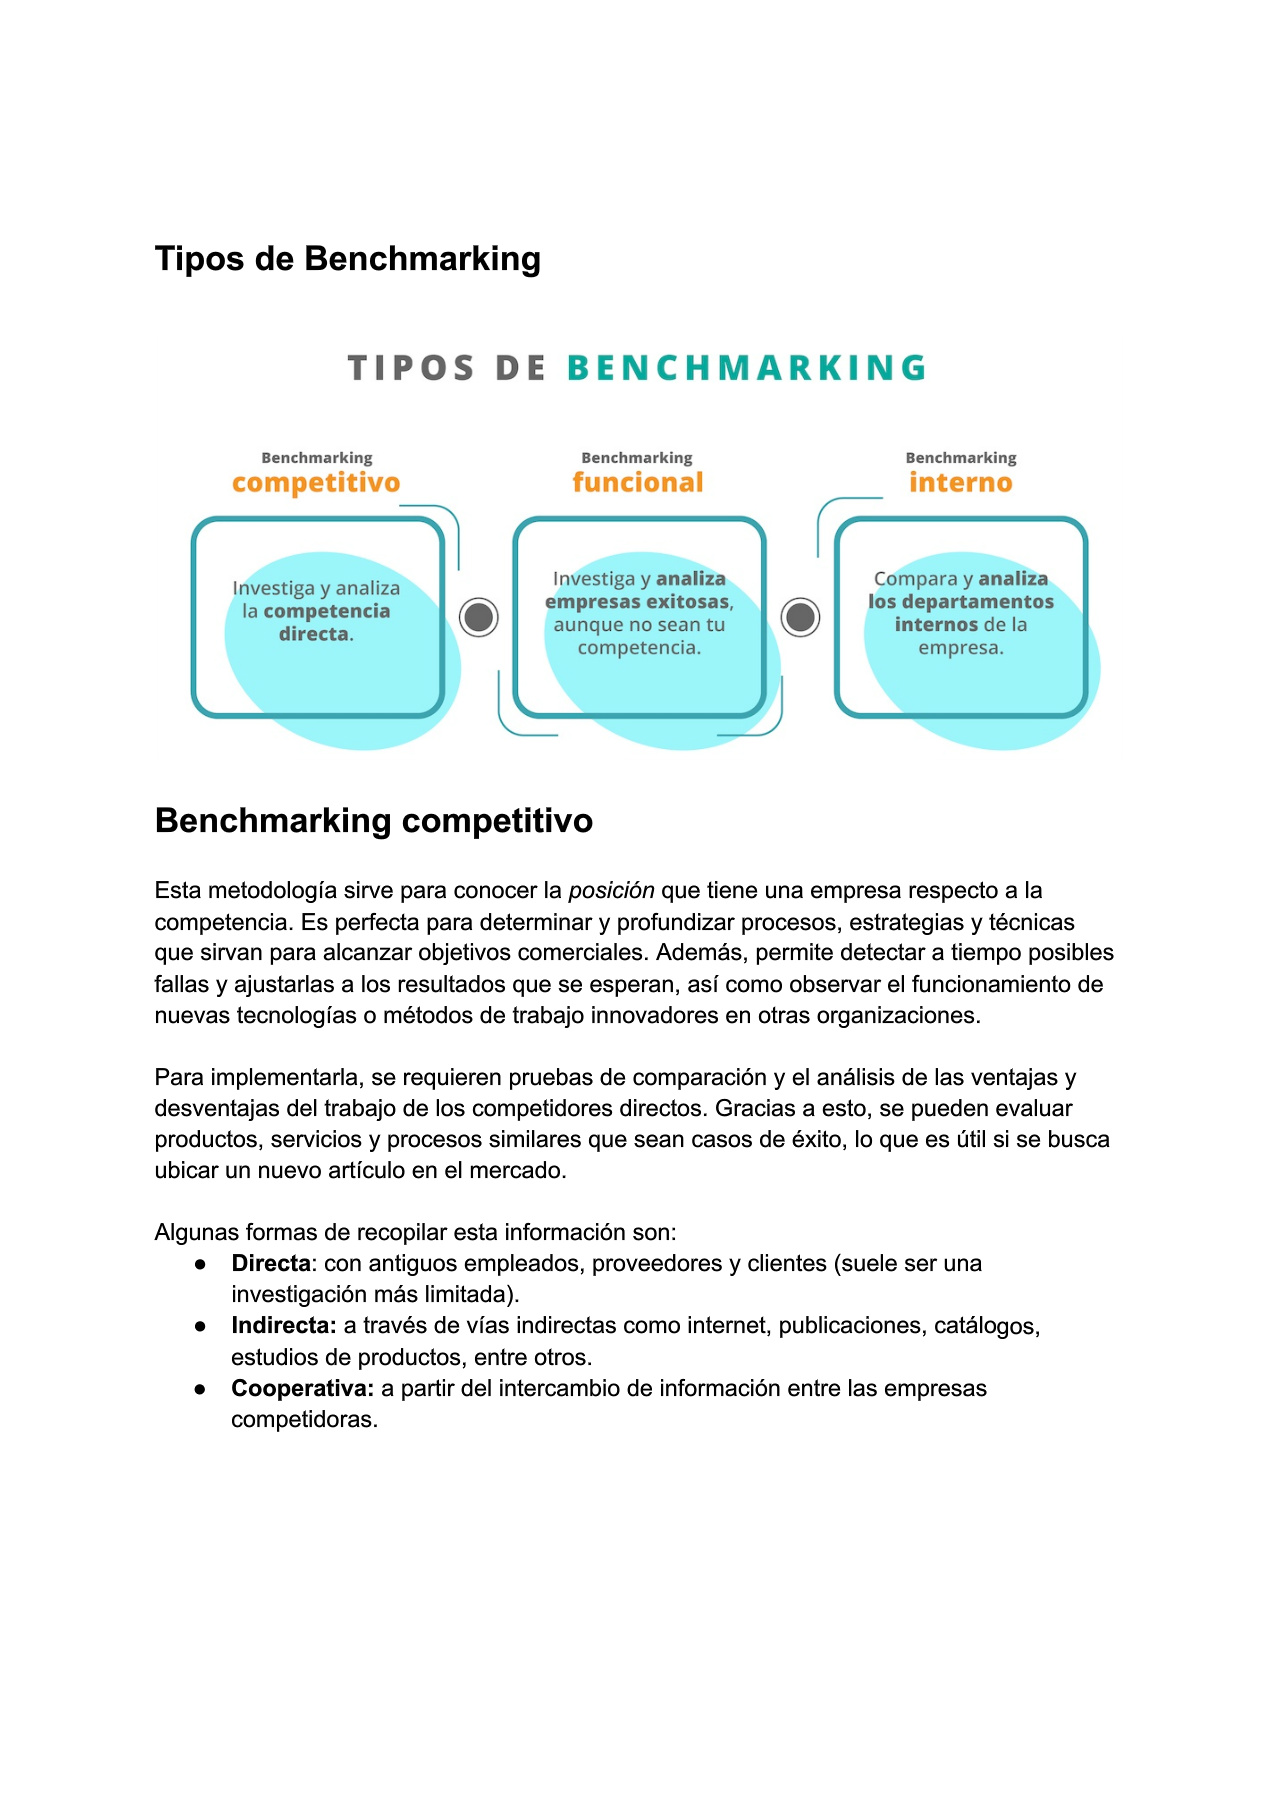 Tipos de Benchmarking
TIPOS DE BENCHMARKING
Benchmarking
competitivo
Investiga y analiza
la competencia
directa.
Benchmarking
funcional
Investiga y analiza
empresas exitosas,
aunque no sean tu
competencia.
Benchmarking
interno
Compara y analiza
los departamentos
internos de la
empresa.
Benchmarking competitivo
Esta metodología sirve para conocer la posición que tiene una empresa respecto a la
competencia. Es perfecta para determinar y profundizar procesos, estrategias y técnicas
que sirvan para alcanzar objetivos comerciales. Además, permite detectar a tiempo posibles
fallas y ajustarlas a los resultados que se esperan, así como observar el funcionamiento de
nuevas tecnologías o métodos de trabajo innovadores en otras organizaciones.
Para implementarla, se requieren pruebas de comparación y el análisis de las ventajas y
desventajas del trabajo de los competidores directos. Gracias a esto, se pueden evaluar
productos, servicios y procesos similares que sean casos de éxito, lo que es útil si se busca
ubicar un nuevo artículo en el mercado.
Algunas formas de recopilar esta información son:
● Directa: con antiguos empleados, proveedores y clientes (suele ser una
investigación más limitada).
● Indirecta: a través de vías indirectas como internet, publicaciones, catálogos,
estudios de productos, entre otros.
● Cooperativa: a partir del intercambio de información entre las empresas
competidoras.